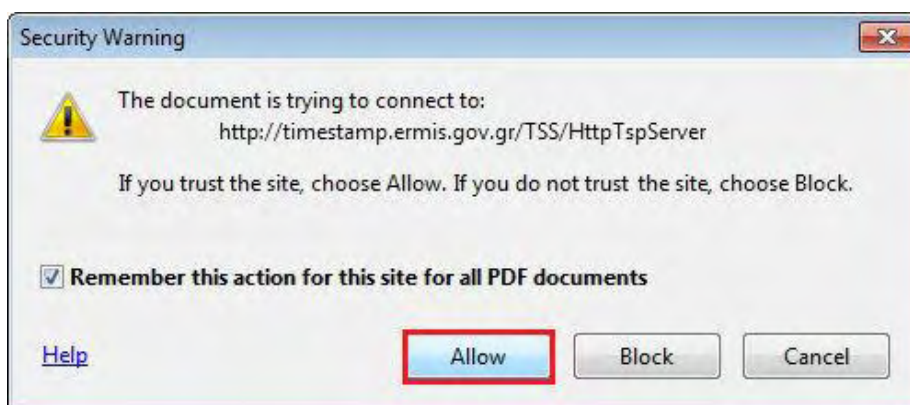 Security Warning
The document is trying to connect to:
http://timestamp.ermis.gov.gr/TSS/HttpTspServer
If you trust the site, choose Allow. If you do not trust the site, choose Block.
Remember this action for this site for all PDF documents
Help Allow Block Cancel